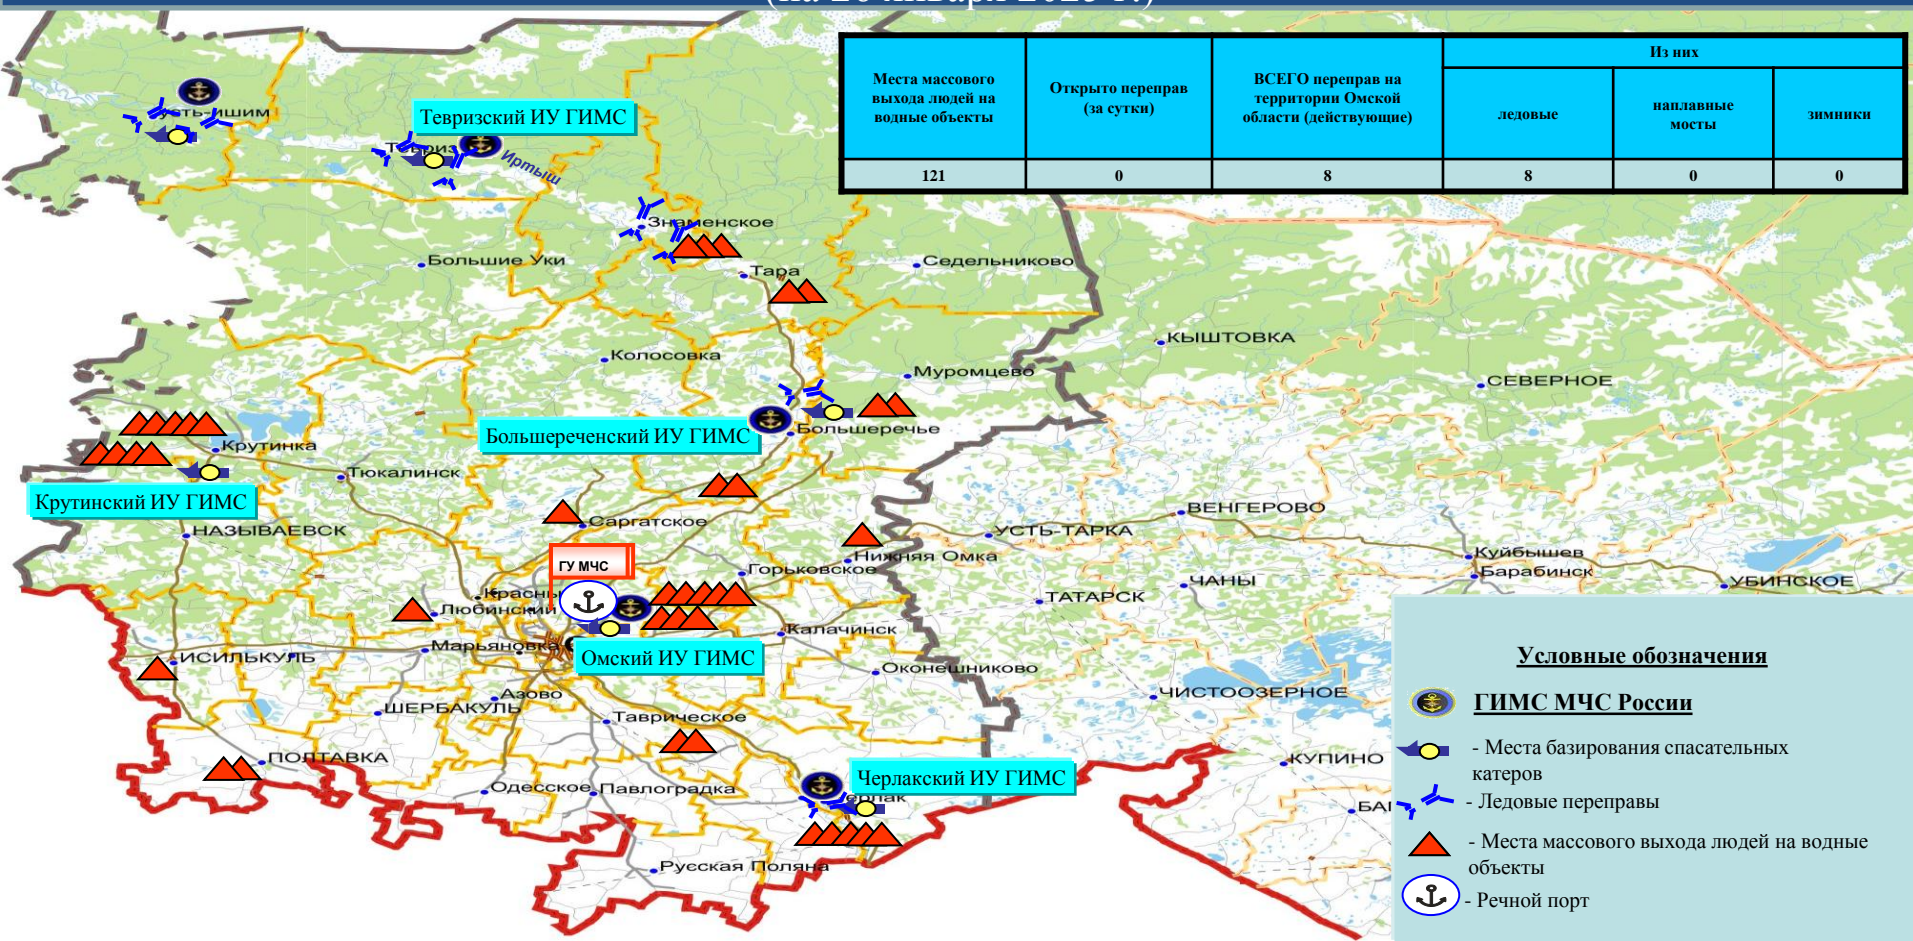 (на 26 января 2023 г.)
Места массового
выхода людей на
водные объекты
Открыто переправ
(за сутки)
ВСЕГО переправ на
территории Омской
области (действующие)
Из них
ледовые
наплавные
мосты
зимники
121
0
8
8
0
0
Тевризский ИУ ГИМС
Иртыш
Знаменское
Большие Уки
Тара
Седельниково
Колосовка
КЫШТОВКА
Муромцево
СЕВЕРНОЕ
Большереченский ИУ ГИМС
Большеречье
Крутинка
Тюкалинск
Крутинский ИУ ГИМС
НАЗЫВАЕВСК
Саргатское
УСТЬ-ТАРКА
ВЕНГЕРОВО
Нижняя Омка
Куйбышев
ГУ МЧС
Горьковское
Барабинск
ЧАНЫ
УБИНСКОЕ
Любинский
ТАТАРСК
Калачинск
Марьяновка
ИСИЛЬКУЛЬ
Омский ИУ ГИМС
Оконешниково
Азово
ЧИСТООЗЕРНОЕ
ШЕРБАКУЛЬ
Таврическое
ПОЛТАВКА
КУПИНО
Черлакский ИУ ГИМС
Одесское
Павлоградка
Русская Поляна
Условные обозначения
ГИМС МЧС России
- Места базирования спасательных
катеров
- Ледовые переправы
- Места массового выхода людей на водные
объекты
- Речной порт